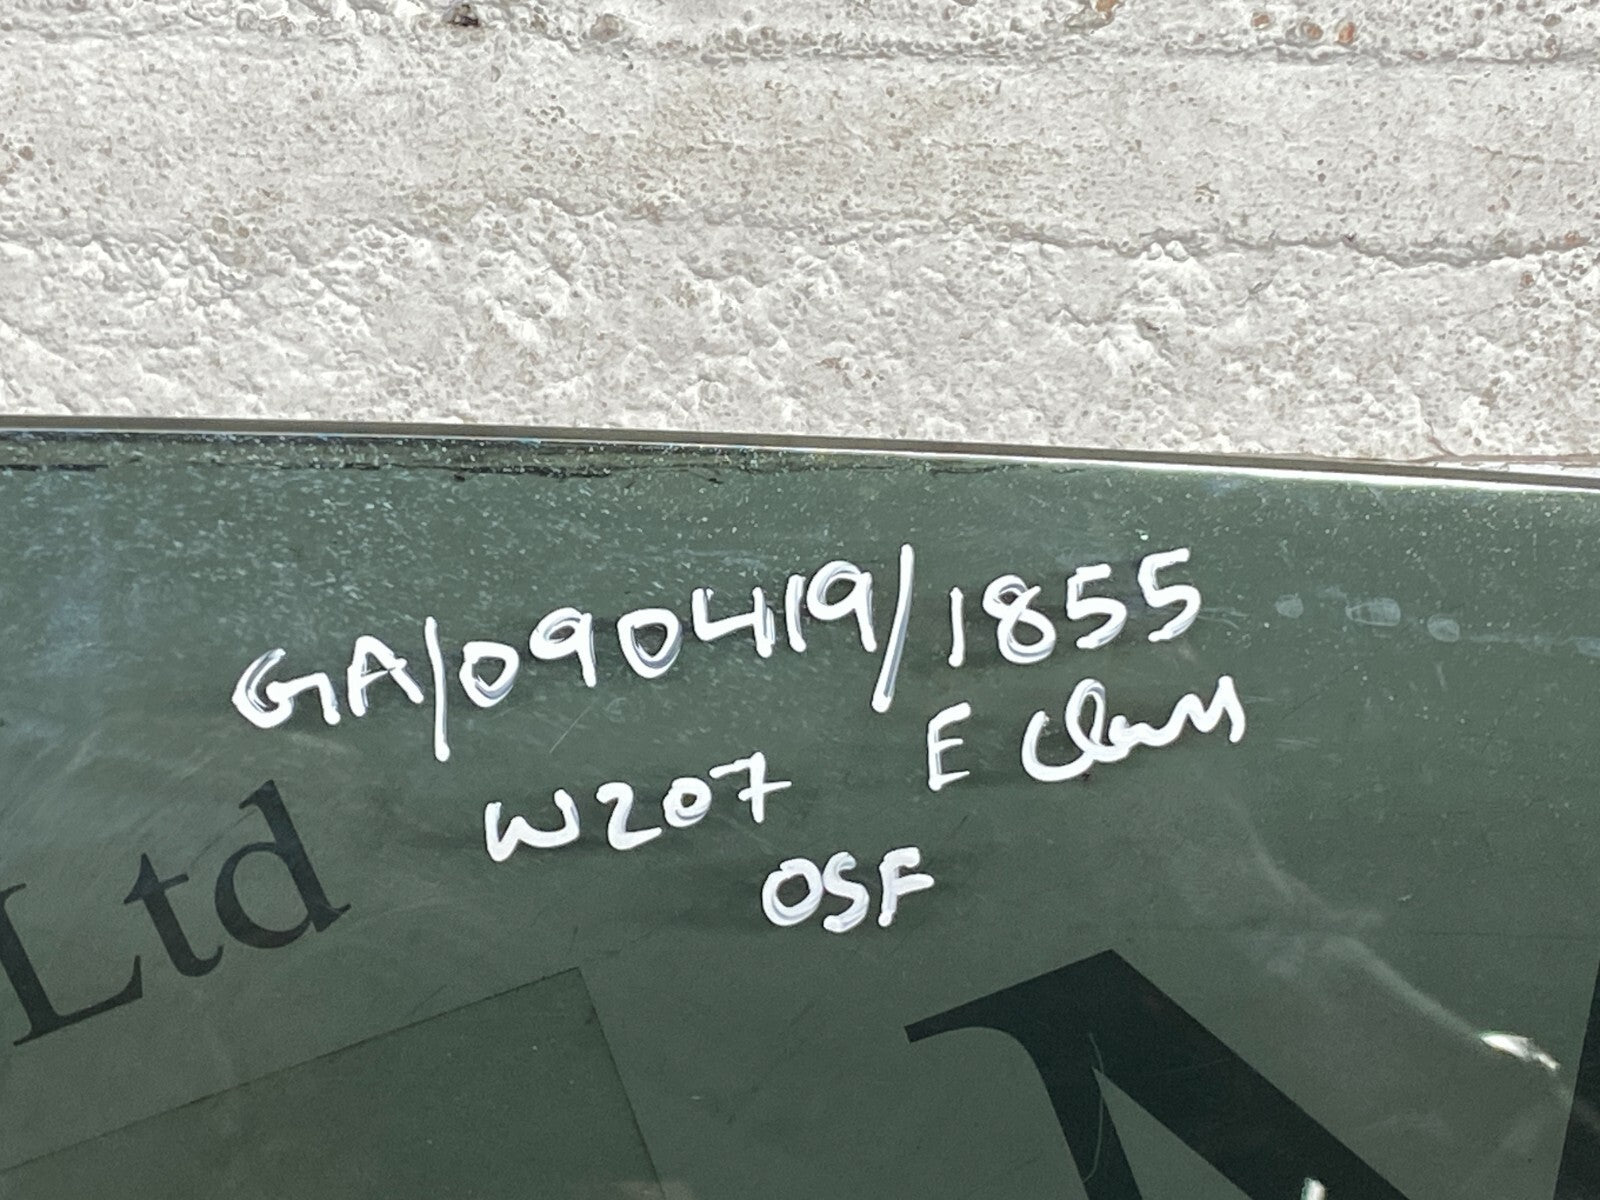 GA/090419/1855
W207 E Class
OSF
Ltd